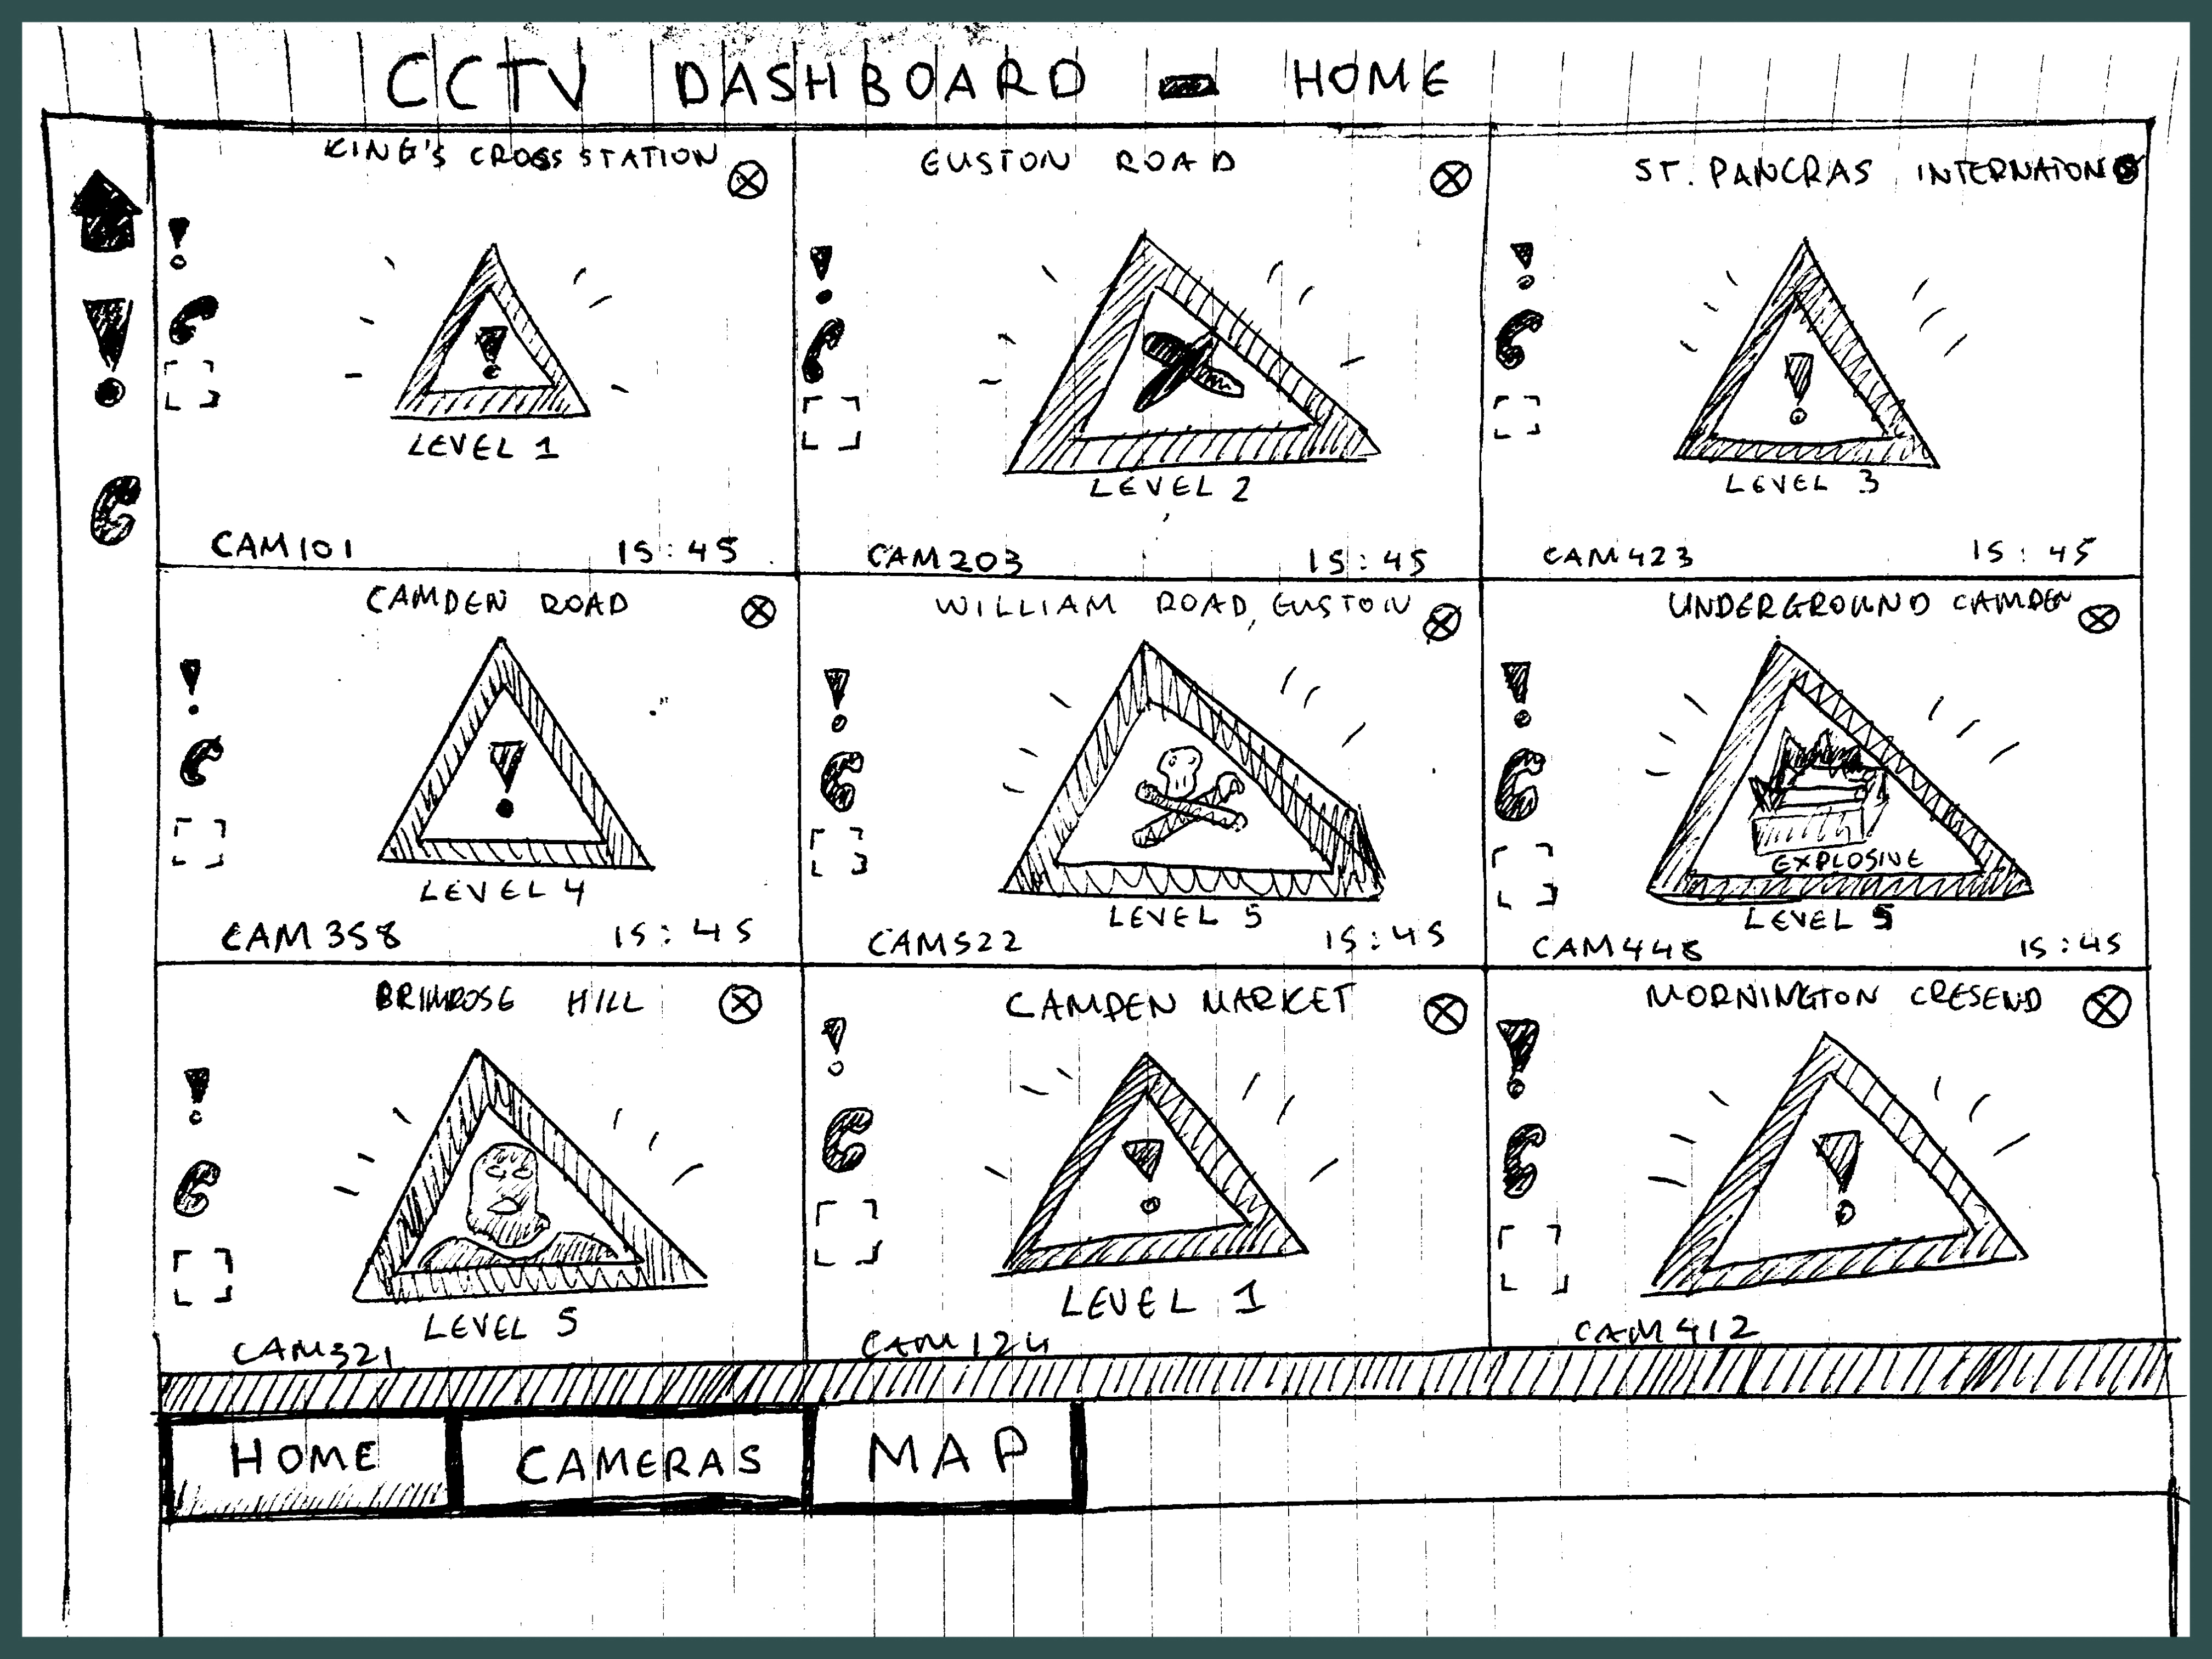 CCTV DASHBOARD - HOME
KING'S CROSS STATION
EUSTON ROAD
ST. PANCRAS INTERNATION
LEVEL 1
LEVEL 2
LEVEL 3
CAM101 15:45
CAM203 15:45
CAM423 15:45
CAMDEN ROAD
WILLIAM ROAD, EUSTON
UNDERGROUND CAMDEN
EXPLOSIVE
LEVEL 4
LEVEL 5
LEVEL 5
CAM358 15:45
CAM522 15:45
CAM448 15:45
BRIMROSE HILL
CAMDEN MARKET
MORNINGTON CRESEND
LEVEL 5
LEVEL 1
CAM321
CAM124
CAM412
HOME
CAMERAS
MAP